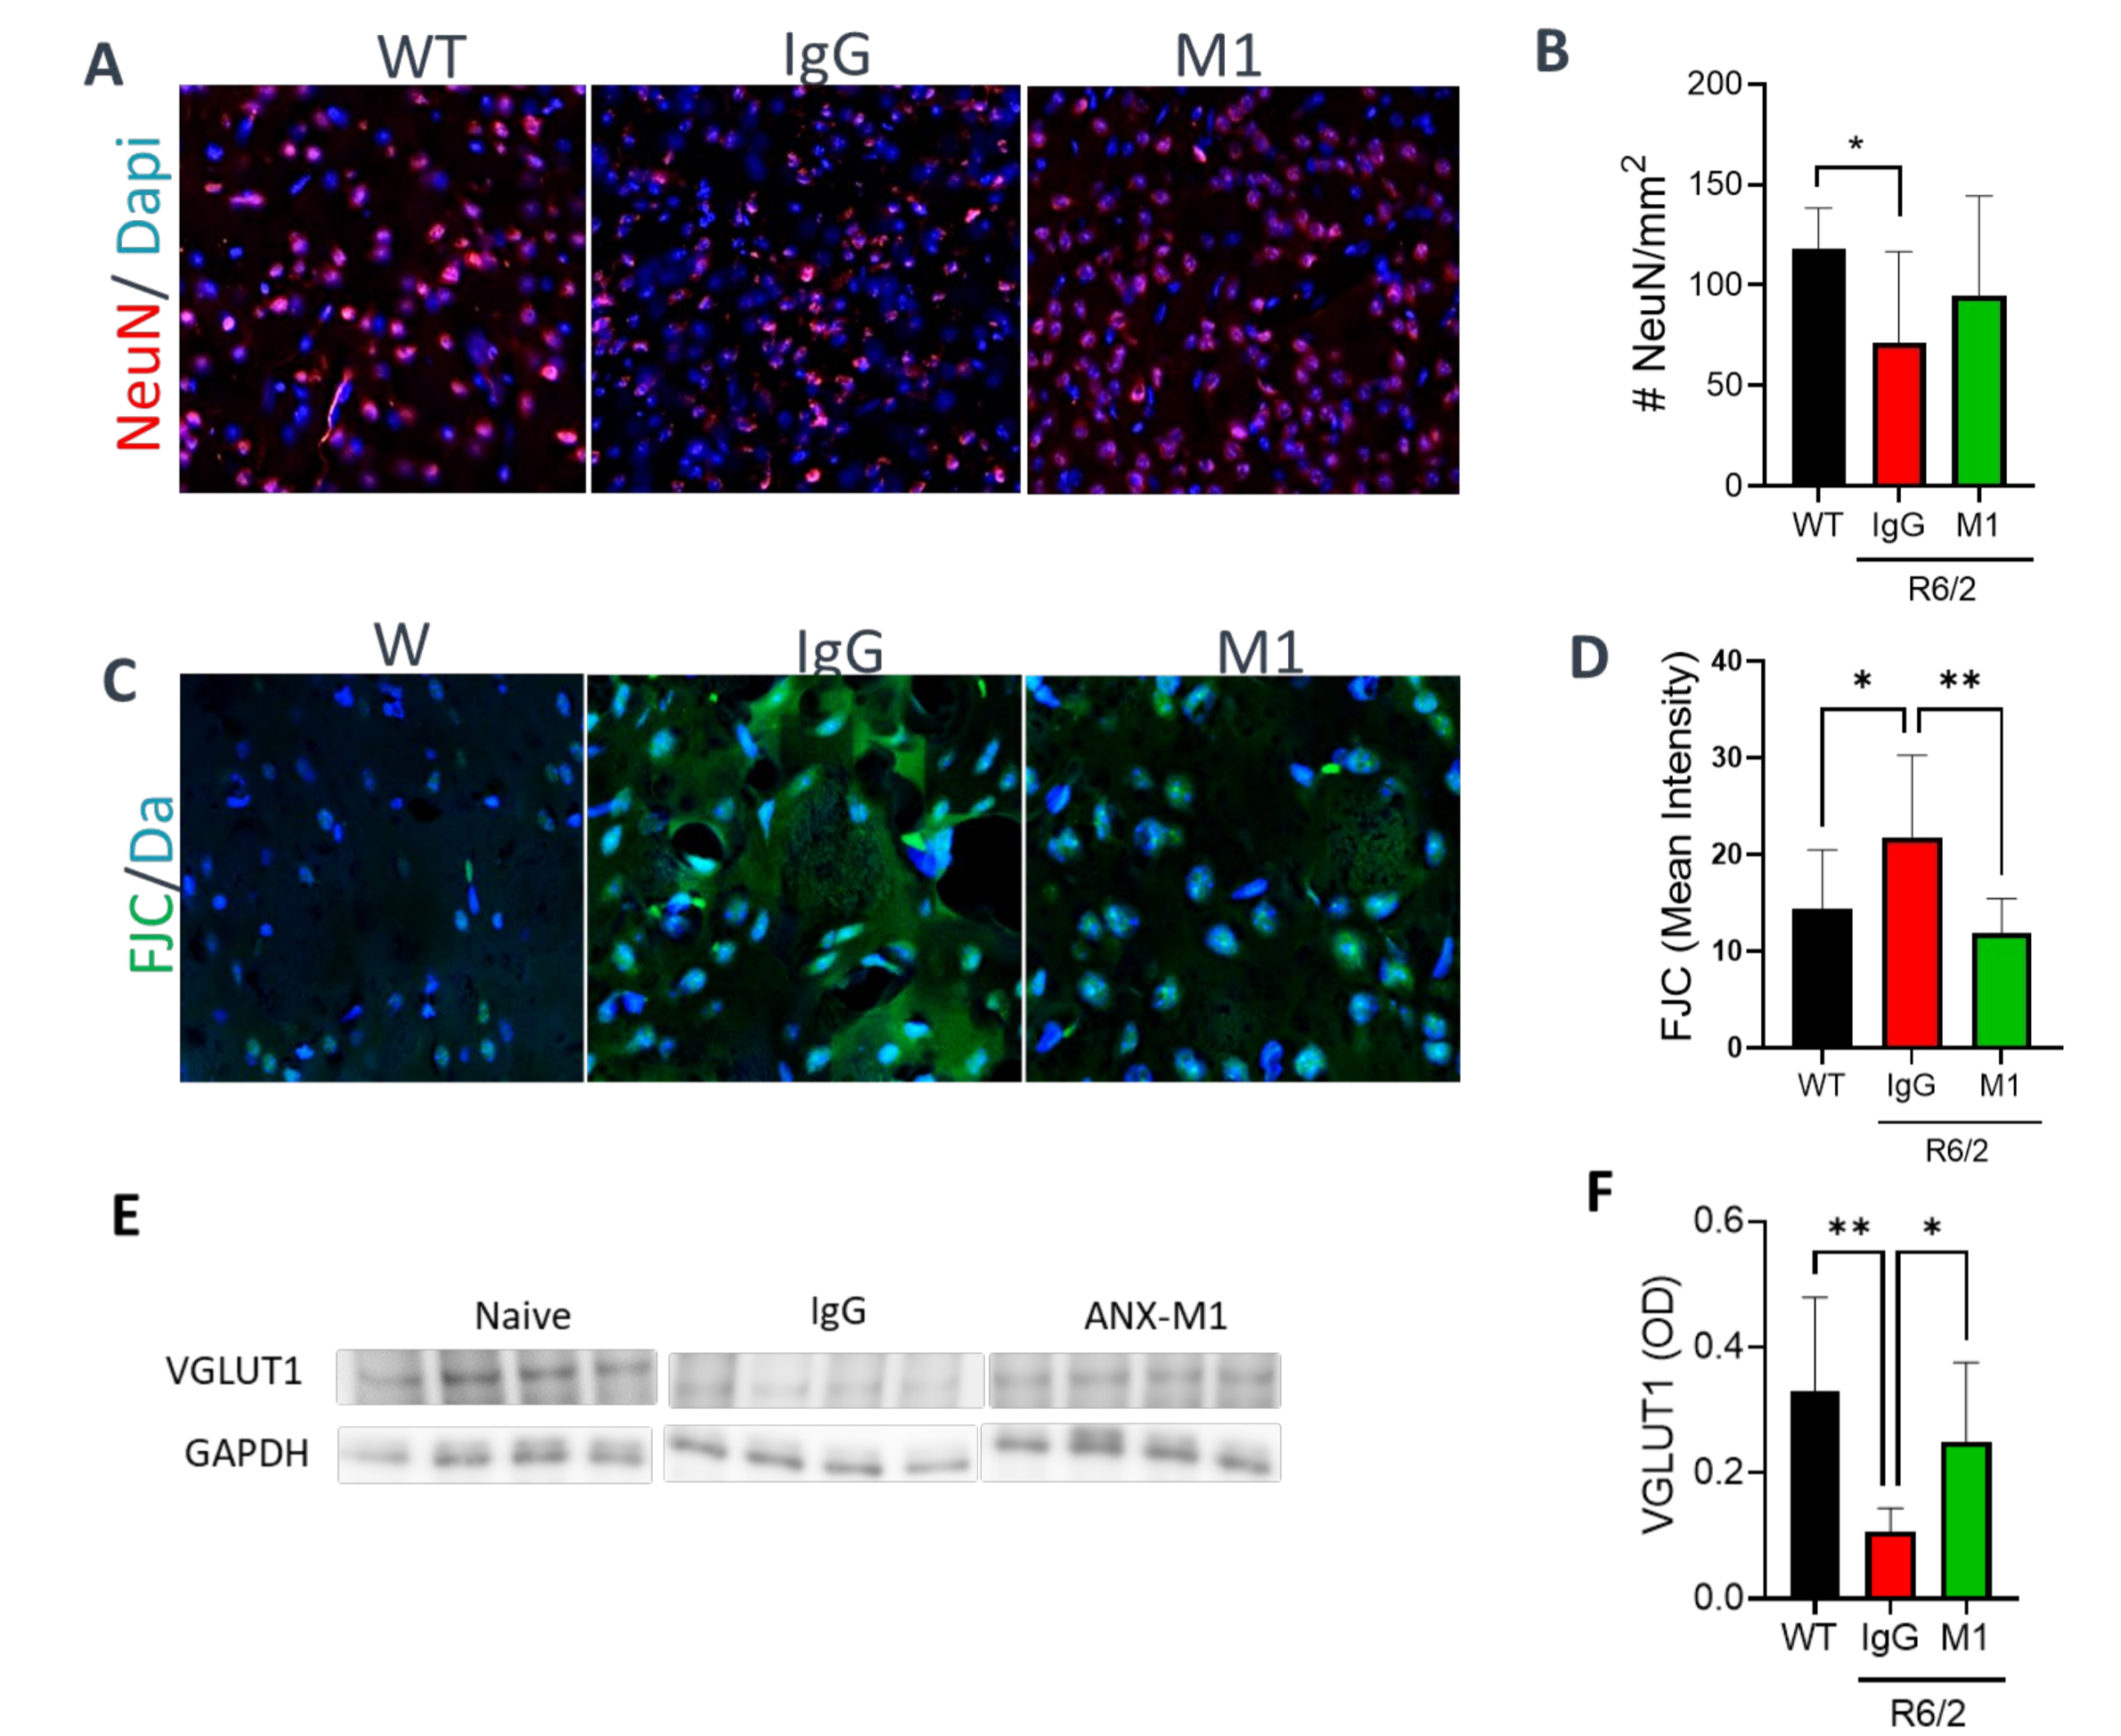 A
WT
IgG
M1
NeuN/ Dapi
B
# NeuN/mm2
200
150
100
50
0
*
WT
IgG
M1
R6/2
C
W
IgG
M1
FJC/Da
D
FJC (Mean Intensity)
40
30
20
10
0
* **
WT
IgG
M1
R6/2
E
Naive
IgG
ANX-M1
VGLUT1
GAPDH
F
VGLUT1 (OD)
0.6
0.4
0.2
0.0
** *
WT
IgG
M1
R6/2